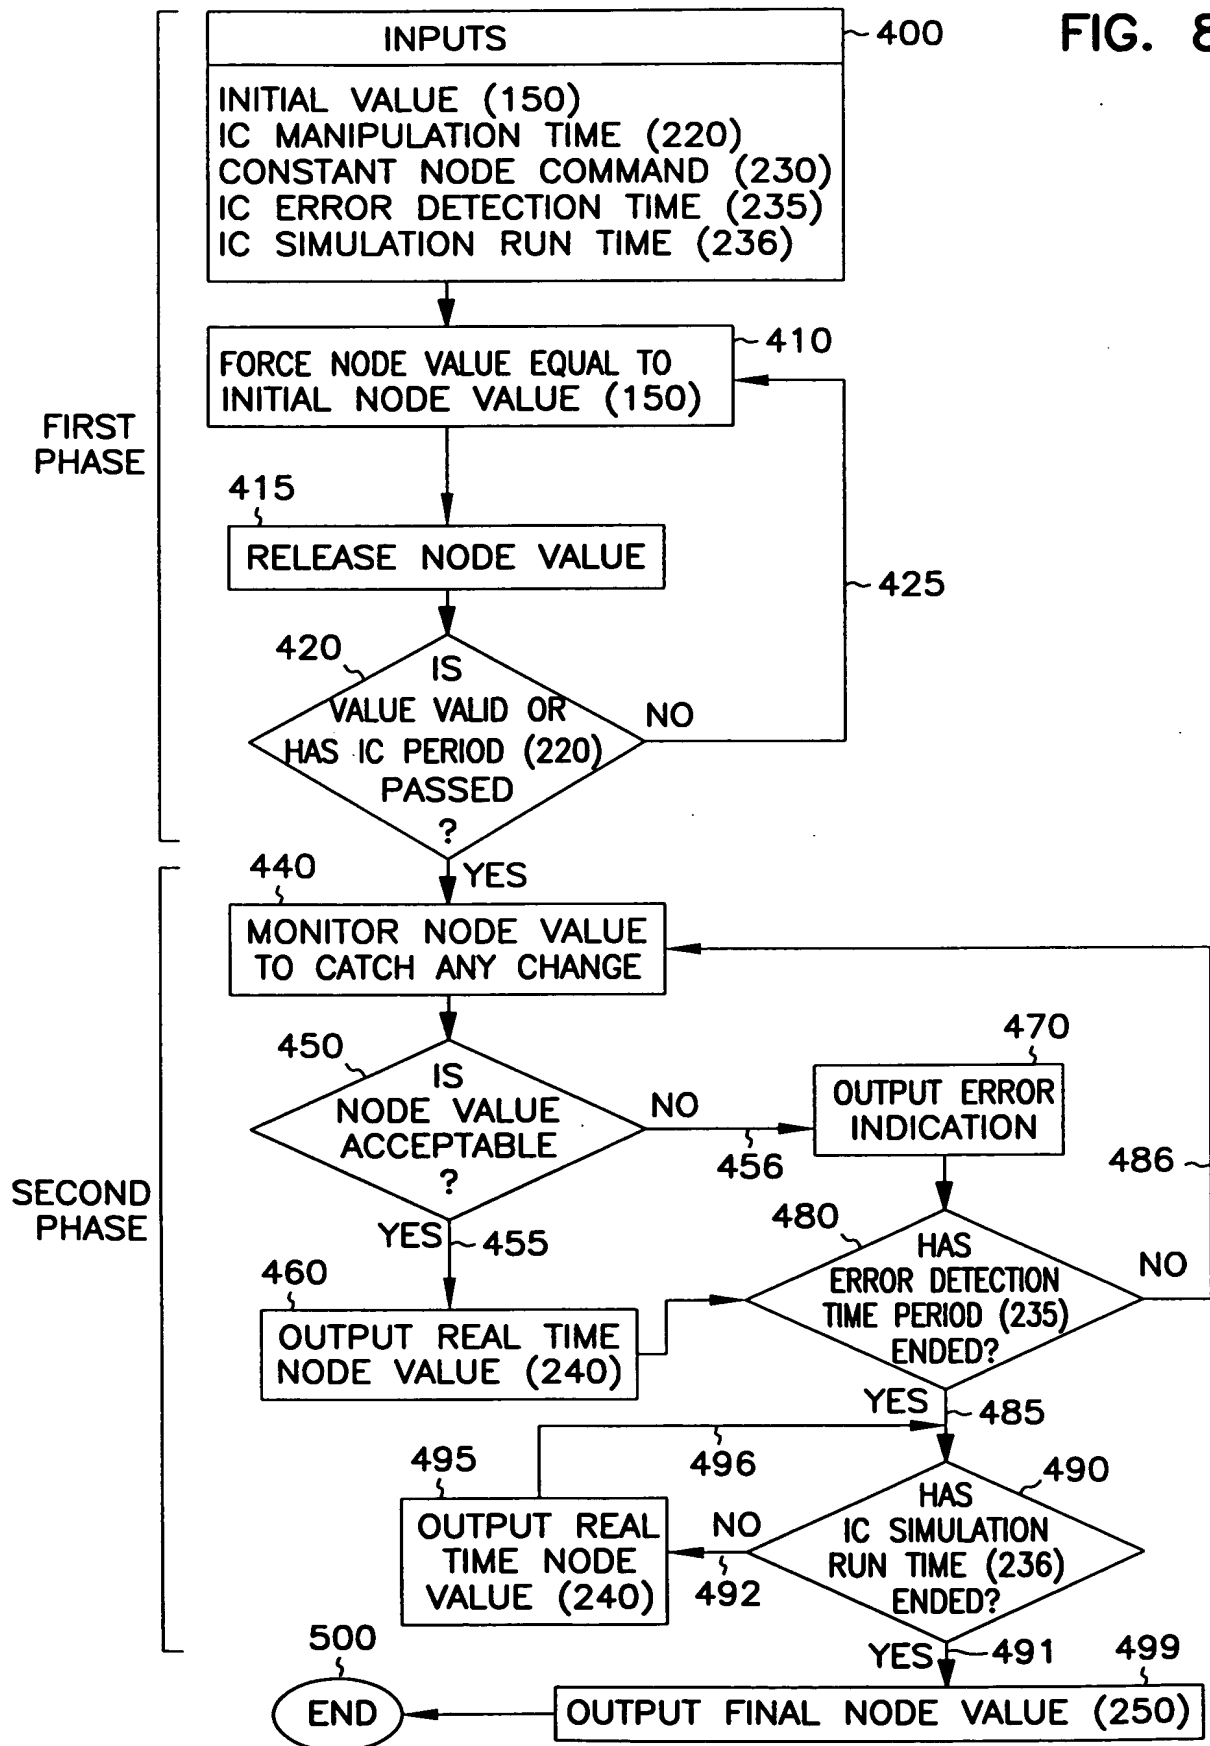 FIG. 8
INPUTS
400
INITIAL VALUE (150)
IC MANIPULATION TIME (220)
CONSTANT NODE COMMAND (230)
IC ERROR DETECTION TIME (235)
IC SIMULATION RUN TIME (236)
410
FORCE NODE VALUE EQUAL TO
INITIAL NODE VALUE (150)
FIRST
PHASE
415
RELEASE NODE VALUE
425
420
IS
VALUE VALID OR
HAS IC PERIOD (220)
PASSED
?
NO
YES
440
MONITOR NODE VALUE
TO CATCH ANY CHANGE
450
IS
NODE VALUE
ACCEPTABLE
?
NO
456
470
OUTPUT ERROR
INDICATION
486
SECOND
PHASE
YES
455
460
OUTPUT REAL TIME
NODE VALUE (240)
480
HAS
ERROR DETECTION
TIME PERIOD (235)
ENDED?
NO
YES
485
496
495
OUTPUT REAL
TIME NODE
VALUE (240)
NO
492
490
HAS
IC SIMULATION
RUN TIME (236)
ENDED?
YES
491
499
OUTPUT FINAL NODE VALUE (250)
500
END